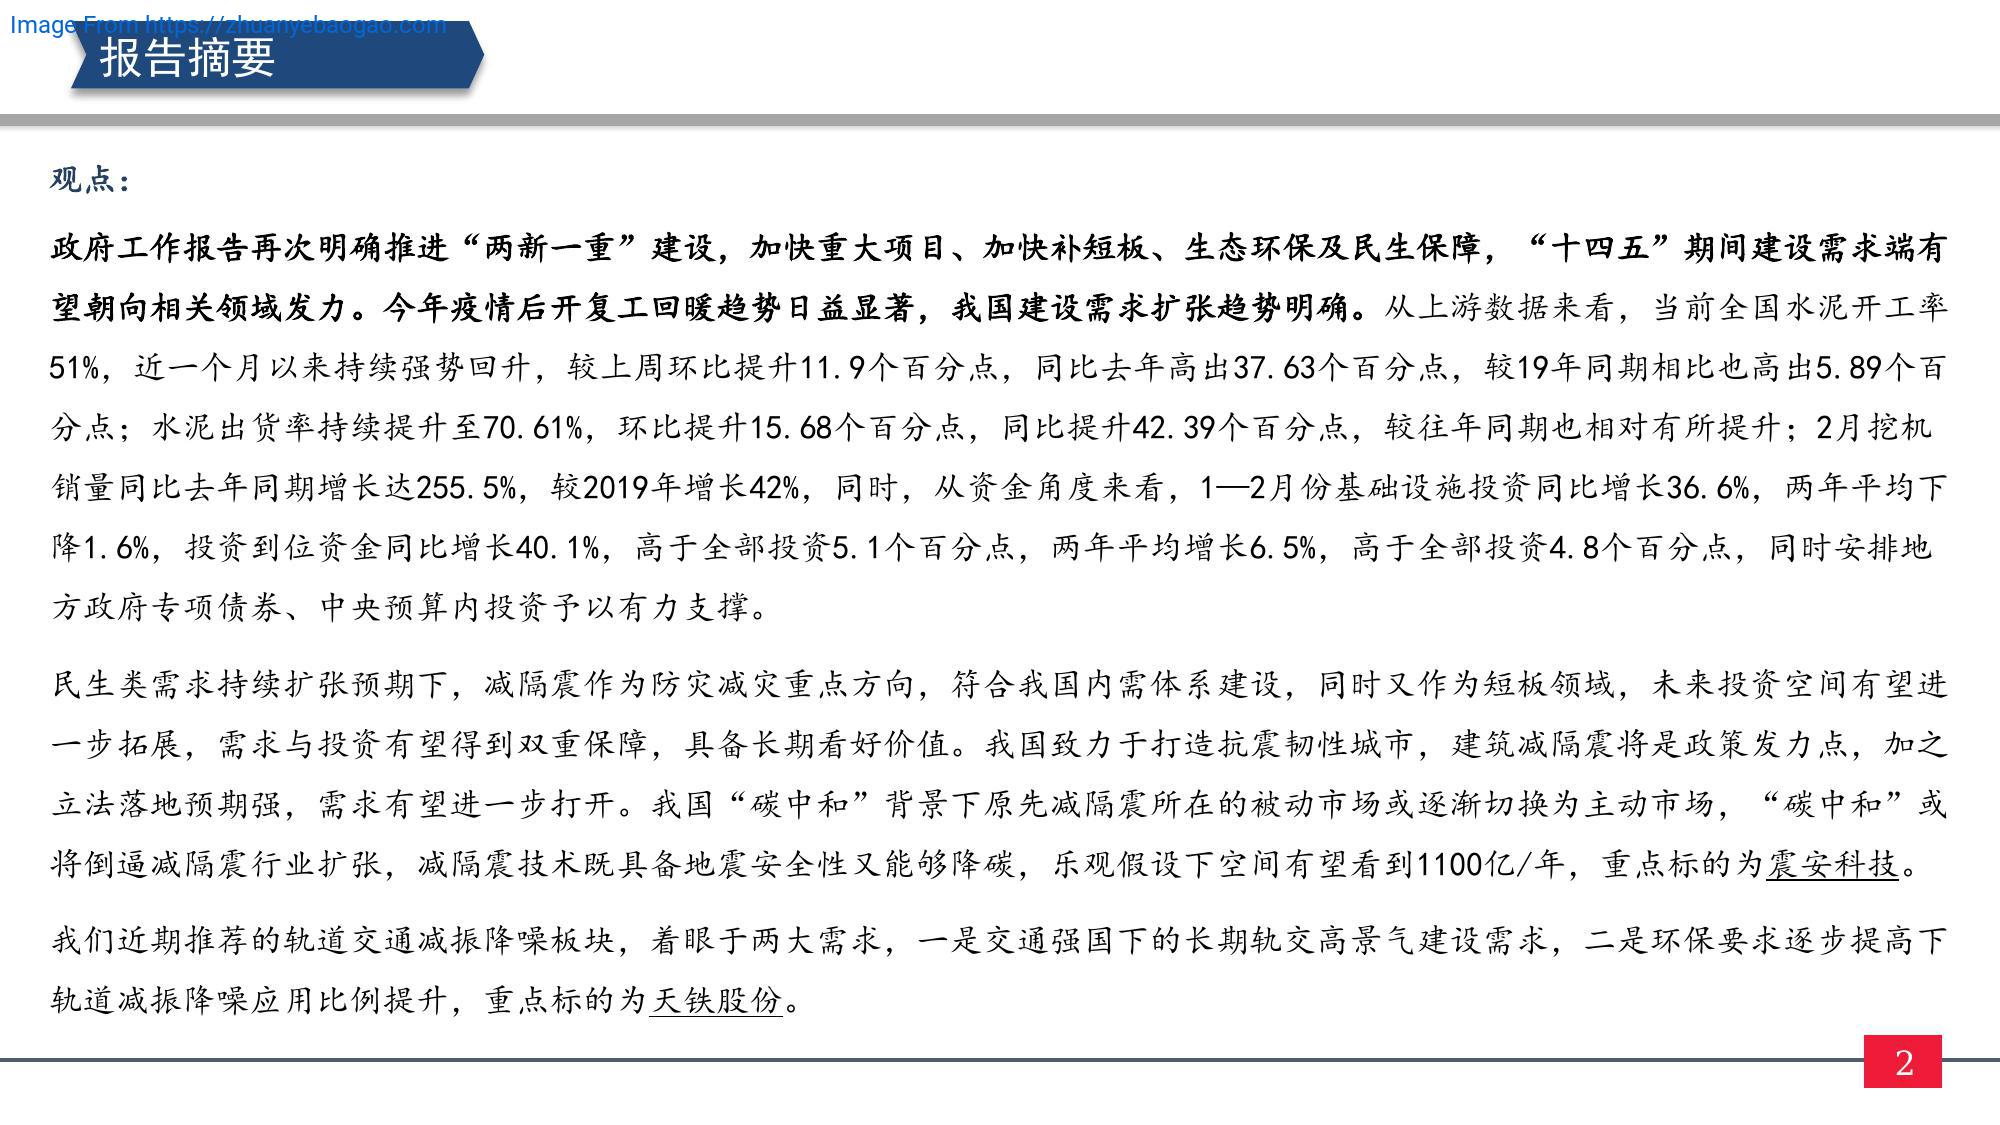 Image From https://zhuanyebaogao.com
报告摘要
观点：
政府工作报告再次明确推进“两新一重”建设，加快重大项目、加快补短板、生态环保及民生保障，“十四五”期间建设需求端有
望朝向相关领域发力。今年疫情后开复工回暖趋势日益显著，我国建设需求扩张趋势明确。从上游数据来看，当前全国水泥开工率
51%，近一个月以来持续强势回升，较上周环比提升11.9个百分点，同比去年高出37.63个百分点，较19年同期相比也高出5.89个百
分点；水泥出货率持续提升至70.61%，环比提升15.68个百分点，同比提升42.39个百分点，较往年同期也相对有所提升；2月挖机
销量同比去年同期增长达255.5%，较2019年增长42%，同时，从资金角度来看，1—2月份基础设施投资同比增长36.6%，两年平均下
降1.6%，投资到位资金同比增长40.1%，高于全部投资5.1个百分点，两年平均增长6.5%，高于全部投资4.8个百分点，同时安排地
方政府专项债券、中央预算内投资予以有力支撑。
民生类需求持续扩张预期下，减隔震作为防灾减灾重点方向，符合我国内需体系建设，同时又作为短板领域，未来投资空间有望进
一步拓展，需求与投资有望得到双重保障，具备长期看好价值。我国致力于打造抗震韧性城市，建筑减隔震将是政策发力点，加之
立法落地预期强，需求有望进一步打开。我国“碳中和”背景下原先减隔震所在的被动市场或逐渐切换为主动市场，“碳中和”或
将倒逼减隔震行业扩张，减隔震技术既具备地震安全性又能够降碳，乐观假设下空间有望看到1100亿/年，重点标的为震安科技。
我们近期推荐的轨道交通减振降噪板块，着眼于两大需求，一是交通强国下的长期轨交高景气建设需求，二是环保要求逐步提高下
轨道减振降噪应用比例提升，重点标的为天铁股份。
2